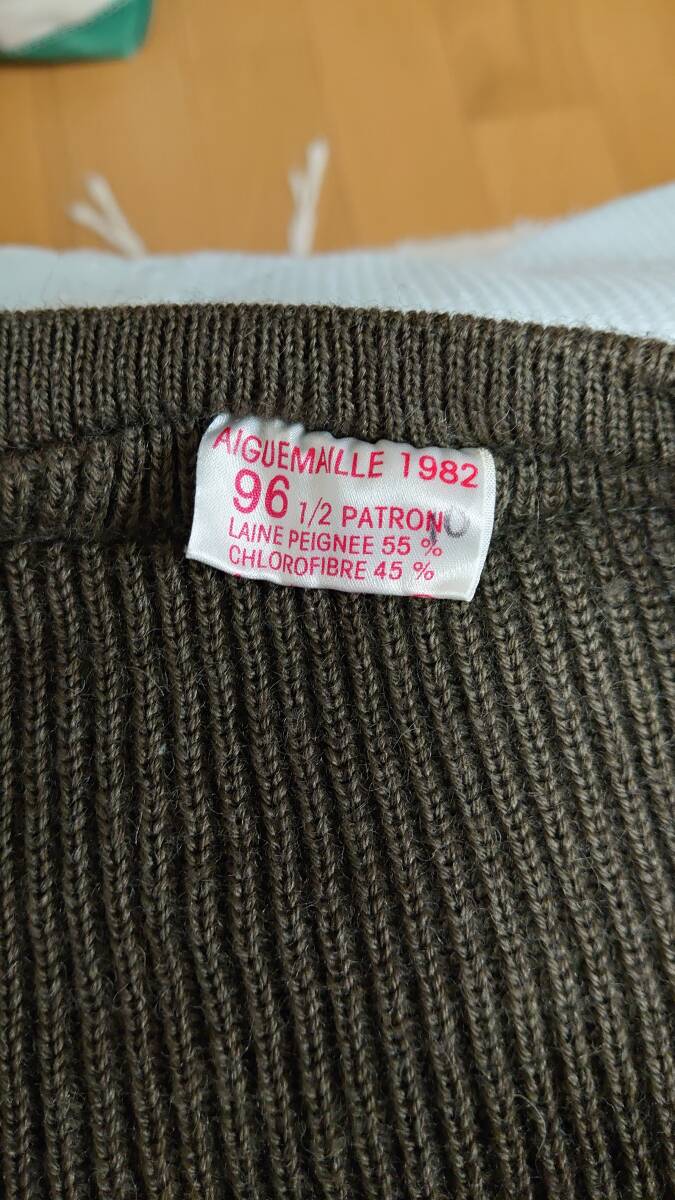 AIGUEMAILLE 1982
96 1/2 PATRON
LAINE PEIGNEE 55 %
CHLOROFIBRE 45 %